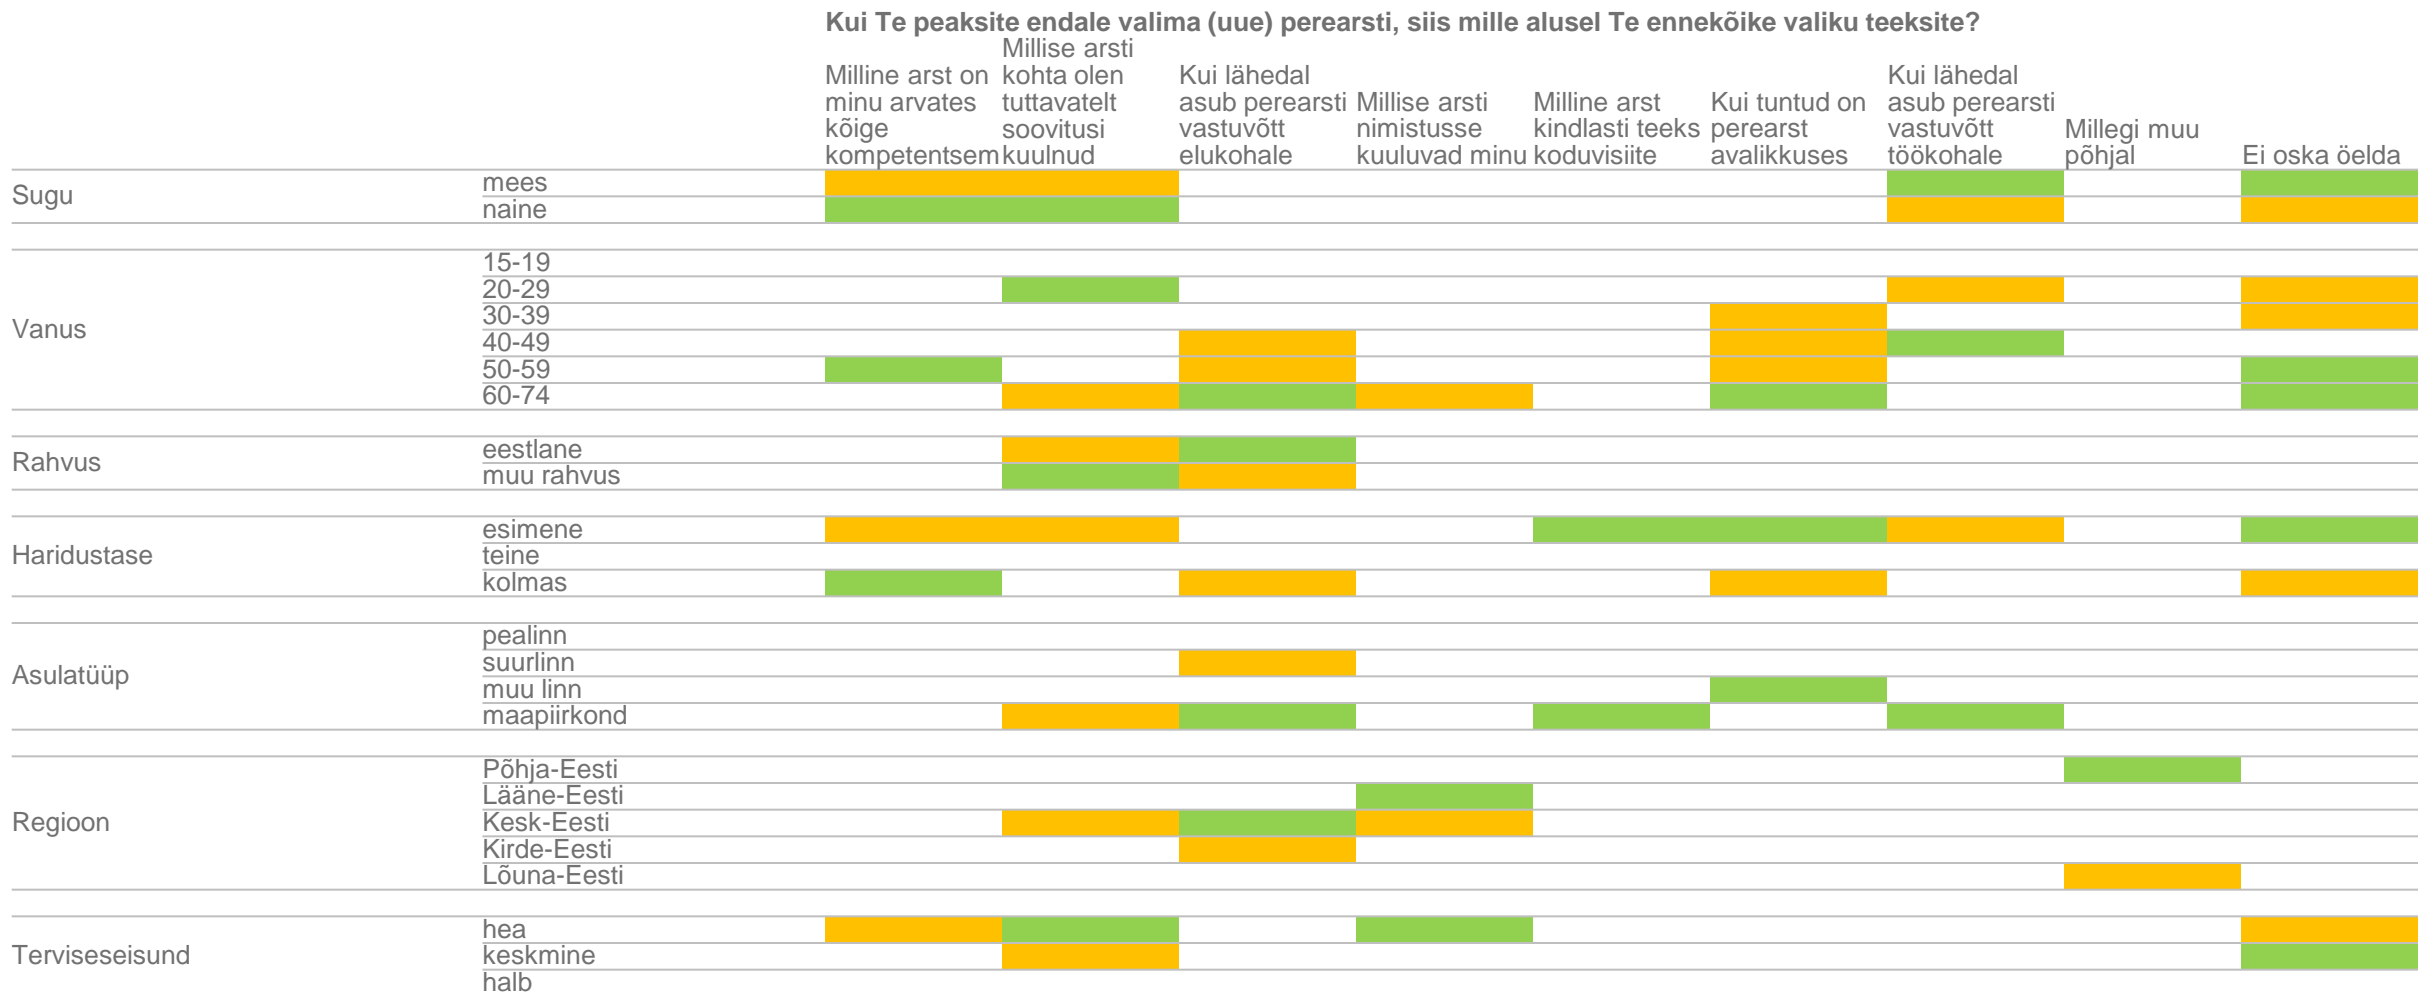 Kui Te peaksite endale valima (uue) perearsti, siis mille alusel Te ennekõike valiku teeksite?
Milline arst on
minu arvates
kõige
kompetentsem
Millise arsti
kohta olen
tuttavatelt
soovitusi
kuulnud
Kui lähedal
asub perearsti
vastuvõtt
elukohale
Millise arsti
nimistusse
kuuluvad minu
Milline arst
kindlasti teeks
koduvisiite
Kui tuntud on
perearst
avalikkuses
Kui lähedal
asub perearsti
vastuvõtt
töökohale
Millegi muu
põhjal
Ei oska öelda
Sugu
mees
naine
Vanus
15-19
20-29
30-39
40-49
50-59
60-74
Rahvus
eestlane
muu rahvus
Haridustase
esimene
teine
kolmas
Asulatüüp
pealinn
suurlinn
muu linn
maapiirkond
Regioon
Põhja-Eesti
Lääne-Eesti
Kesk-Eesti
Kirde-Eesti
Lõuna-Eesti
Terviseseisund
hea
keskmine
halb